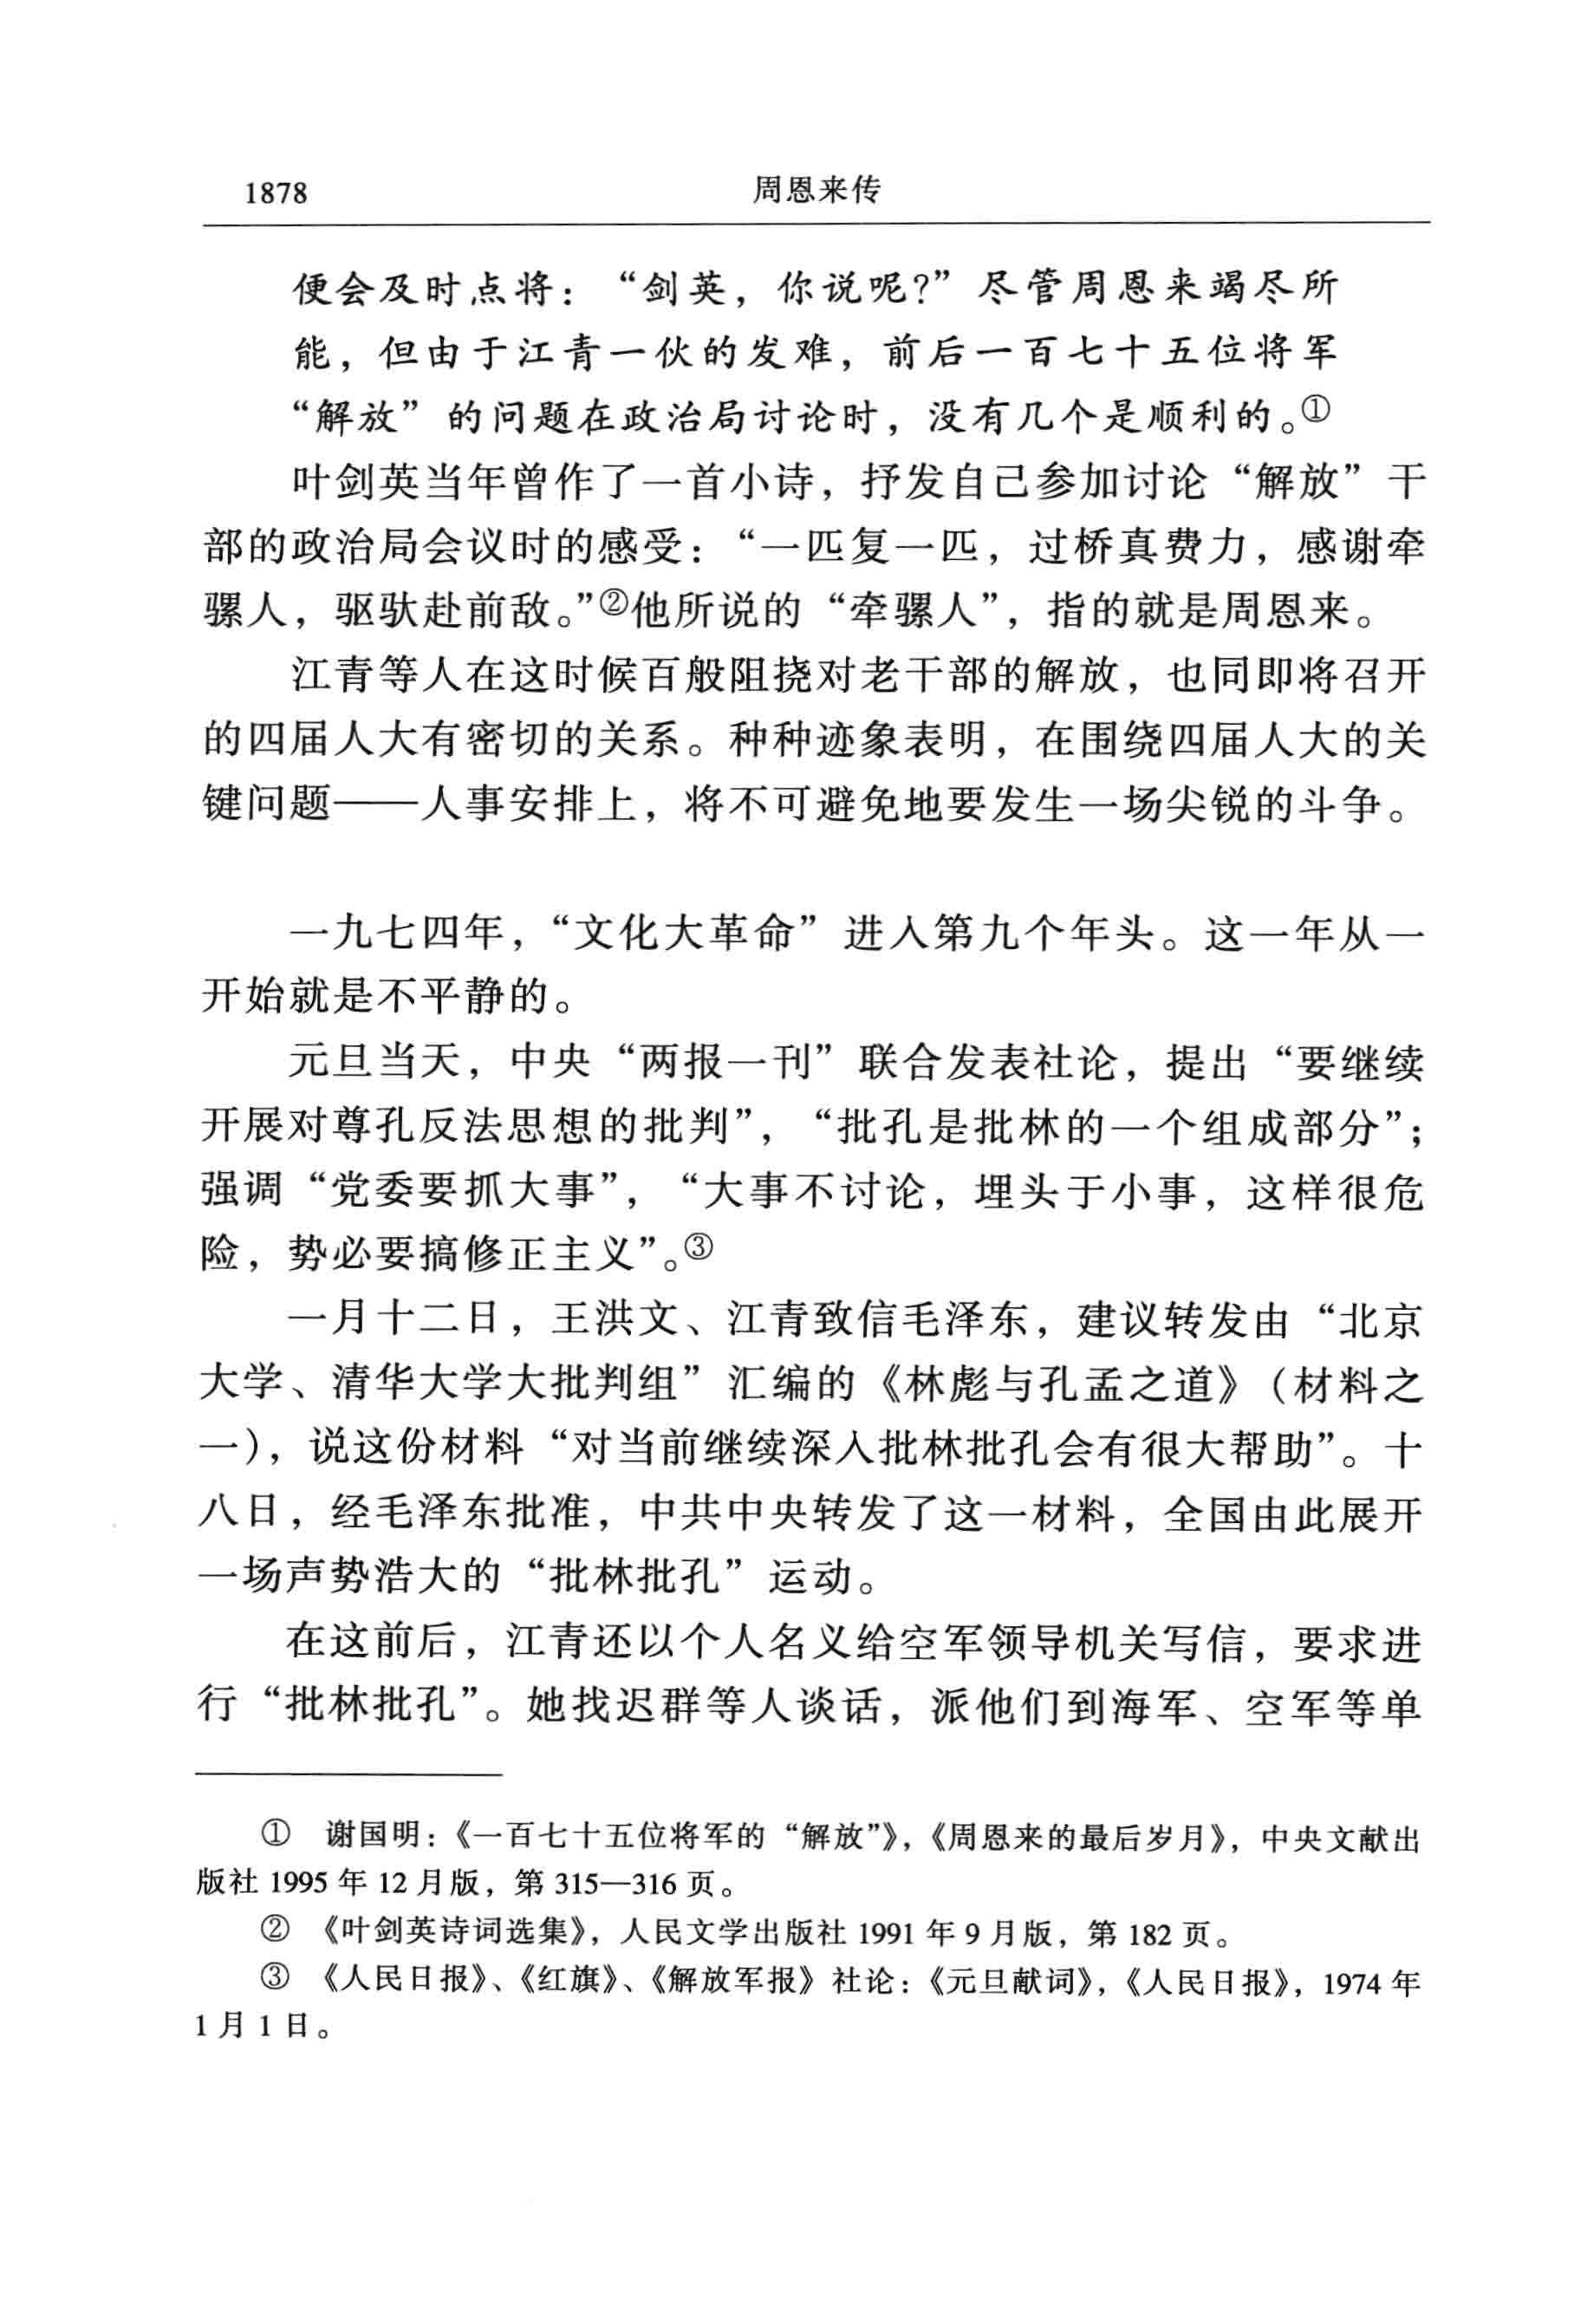 1878
周恩来传
便会及时点将：“剑英，你说呢?”尽管周恩来竭尽所
能，但由于江青一伙的发难，前后一百七十五位将军
“解放”的问题在政治局讨论时，没有几个是顺利的。①
叶剑英当年曾作了一首小诗，抒发自己参加讨论“解放”干
部的政治局会议时的感受：“一匹复一匹，过桥真费力，感谢牵
骡人，驱驮赴前敌。”②他所说的“牵骡人”，指的就是周恩来。
江青等人在这时候百般阻挠对老干部的解放，也同即将召开
的四届人大有密切的关系。种种迹象表明，在围绕四届人大的关
键问题——人事安排上，将不可避免地要发生一场尖锐的斗争。
一九七四年，“文化大革命”进入第九个年头。这一年从一
开始就是不平静的。
元旦当天，中央“两报一刊”联合发表社论，提出“要继续
开展对尊孔反法思想的批判”，“批孔是批林的一个组成部分”；
强调“党委要抓大事”，“大事不讨论，埋头于小事，这样很危
险，势必要搞修正主义”。③
一月十二日，王洪文、江青致信毛泽东，建议转发由“北京
大学、清华大学大批判组”汇编的《林彪与孔孟之道》（材料之
一），说这份材料“对当前继续深入批林批孔会有很大帮助”。十
八日，经毛泽东批准，中共中央转发了这一材料，全国由此展开
一场声势浩大的“批林批孔”运动。
在这前后，江青还以个人名义给空军领导机关写信，要求进
行“批林批孔”。她找迟群等人谈话，派他们到海军、空军等单
① 谢国明：《一百七十五位将军的“解放”》，《周恩来的最后岁月》，中央文献出
版社 1995 年 12 月版，第 315—316 页。
② 《叶剑英诗词选集》，人民文学出版社 1991 年 9 月版，第 182 页。
③ 《人民日报》、《红旗》、《解放军报》社论：《元旦献词》，《人民日报》，1974 年
1 月 1 日。